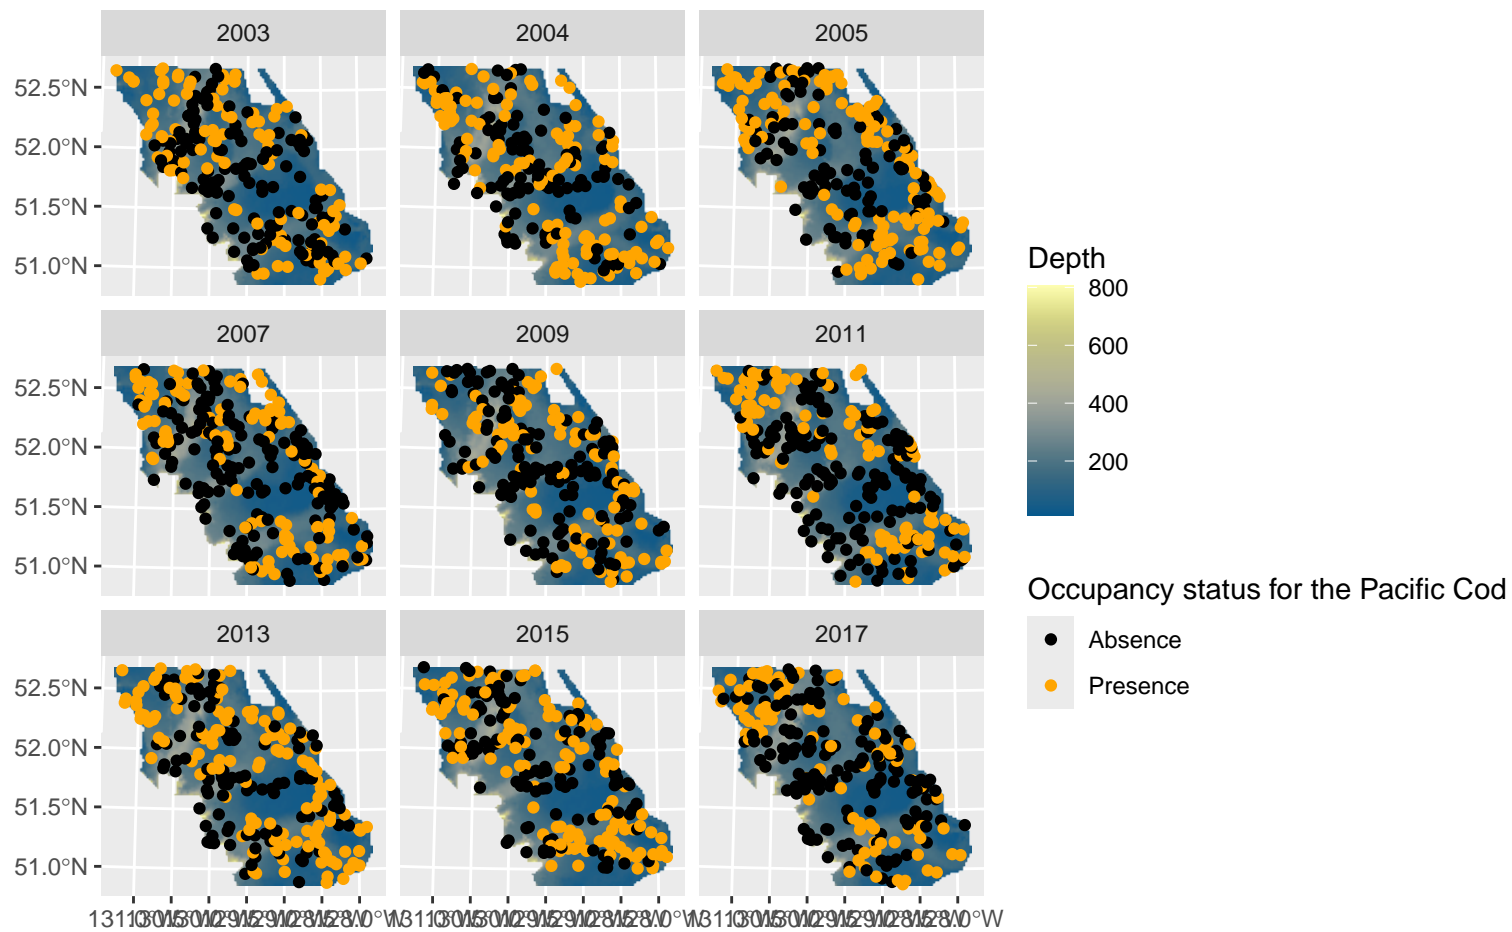 2003 2004 2005
52.5°N
52.0°N
51.5°N
51.0°N
2007 2009 2011
52.5°N
52.0°N
51.5°N
51.0°N
2013 2015 2017
52.5°N
52.0°N
51.5°N
51.0°N
Depth
800
600
400
200
Occupancy status for the Pacific Cod
Absence
Presence